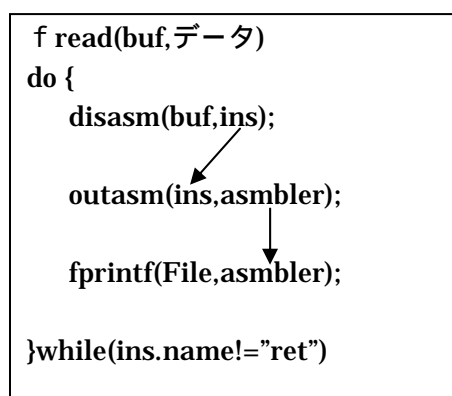 ｆread(buf,データ)
do {
disasm(buf,ins);
outasm(ins,asmbler);
fprintf(File,asmbler);
}while(ins.name!=”ret”)